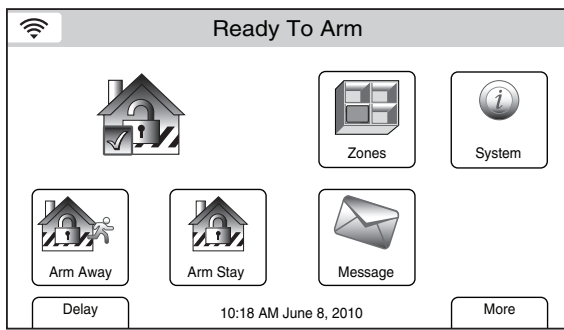 Ready To Arm
Zones
System
Arm Away
Arm Stay
Message
Delay
10:18 AM June 8, 2010
More